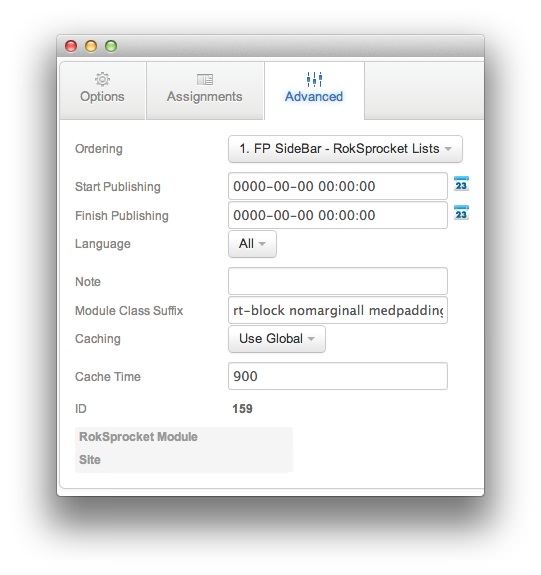 Options Assignments Advanced
Ordering 1. FP SideBar - RokSprocket Lists
Start Publishing 0000-00-00 00:00:00 23
Finish Publishing 0000-00-00 00:00:00 23
Language All
Note
Module Class Suffix rt-block nomarginall medpadding
Caching Use Global
Cache Time 900
ID 159
RokSprocket Module
Site